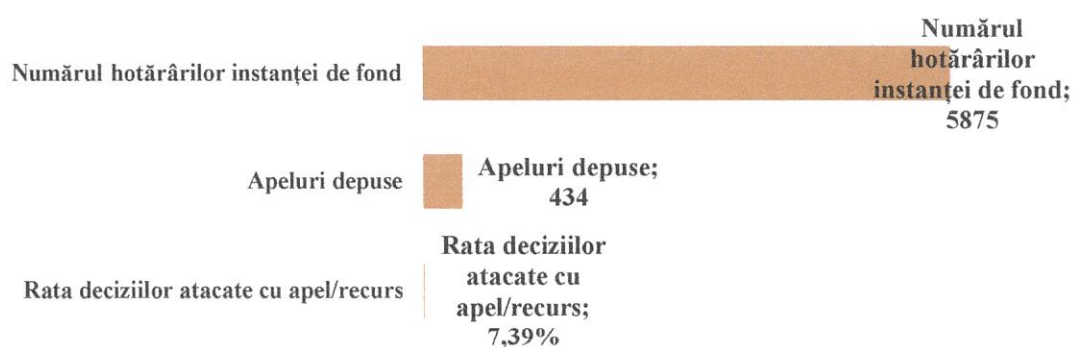 Numărul hotărârilor instanței de fond
Numărul
hotărârilor
instanței de fond;
5875
Apeluri depuse
Apeluri depuse;
434
Rata deciziilor atacate cu apel/recurs
Rata deciziilor
atacate cu
apel/recurs;
7,39%